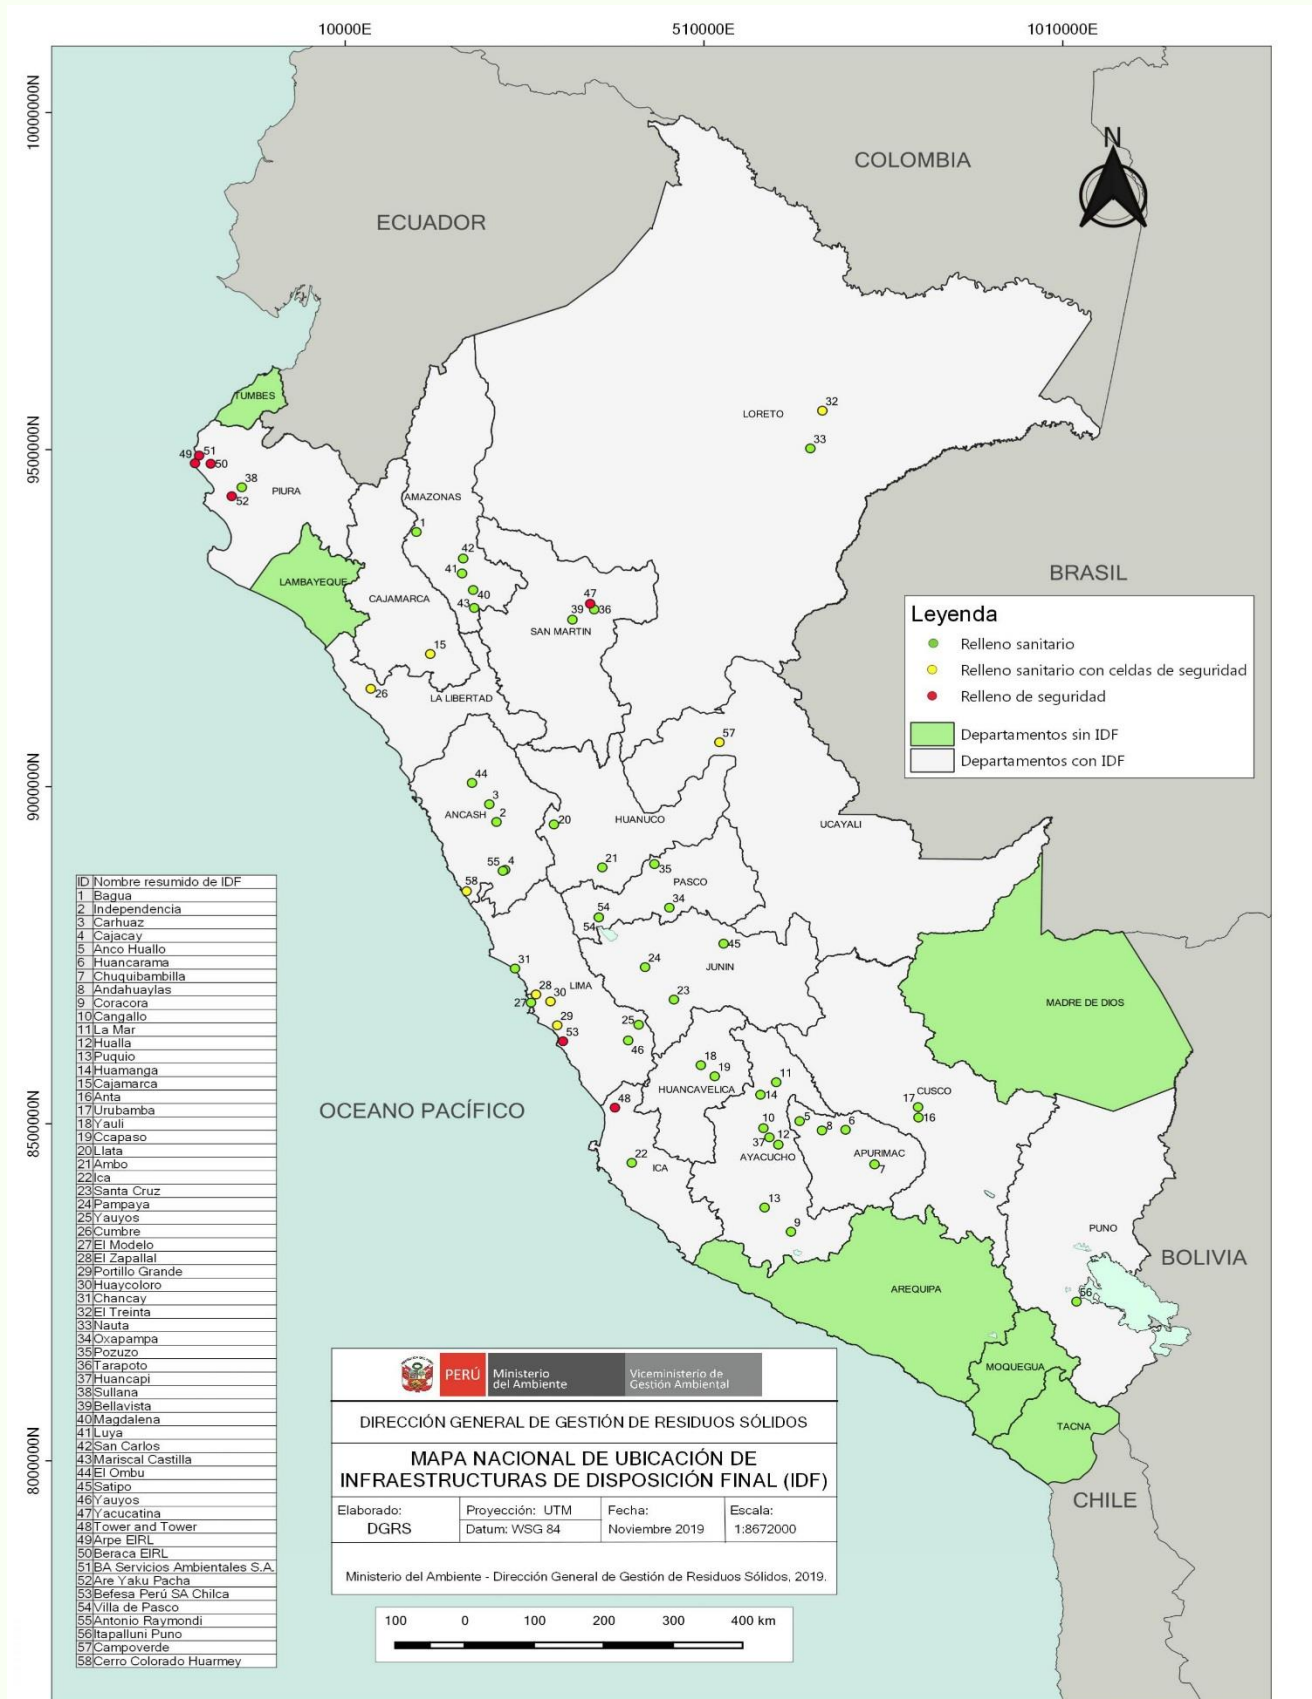 10000E
510000E
1010000E
10000000N
9500000N
9000000N
8500000N
8000000N
N
COLOMBIA
ECUADOR
BRASIL
BOLIVIA
CHILE
OCEANO PACÍFICO
TUMBES
LORETO
32
33
49
51
50
38
52
PIURA
AMAZONAS
1
42
41
40
43
LAMBAYEQUE
CAJAMARCA
47
39
36
SAN MARTIN
15
26
LA LIBERTAD
57
44
3
2
ANCASH
20
HUANUCO
UCAYALI
55
4
21
35
PASCO
58
54
34
54
45
31
24
JUNIN
28
30
LIMA
27
23
29
25
53
46
MADRE DE DIOS
18
19
HUANCAVELICA
11
14
CUSCO
48
17
16
10
5
8
6
37
12
AYACUCHO
APURIMAC
7
22
ICA
13
9
PUNO
56
AREQUIPA
MOQUEGUA
TACNA
Leyenda
Relleno sanitario
Relleno sanitario con celdas de seguridad
Relleno de seguridad
Departamentos sin IDF
Departamentos con IDF
ID Nombre resumido de IDF
1 Bagua
2 Independencia
3 Carhuaz
4 Cajacay
5 Anco Huallo
6 Huancarama
7 Chuquibambilla
8 Andahuaylas
9 Coracora
10 Cangallo
11 La Mar
12 Hualla
13 Puquio
14 Huamanga
15 Cajamarca
16 Anta
17 Urubamba
18 Yauli
19 Ccapaso
20 Llata
21 Ambo
22 Ica
23 Santa Cruz
24 Pampaya
25 Yauyos
26 Cumbre
27 El Modelo
28 El Zapallal
29 Portillo Grande
30 Huaycoloro
31 Chancay
32 El Treinta
33 Nauta
34 Oxapampa
35 Pozuzo
36 Tarapoto
37 Huancapi
38 Sullana
39 Bellavista
40 Magdalena
41 Luya
42 San Carlos
43 Mariscal Castilla
44 El Ombu
45 Satipo
46 Yauyos
47 Yacucatina
48 Tower and Tower
49 Arpe EIRL
50 Beraca EIRL
51 BA Servicios Ambientales S.A.
52 Are Yaku Pacha
53 Befesa Perú SA Chilca
54 Villa de Pasco
55 Antonio Raymondi
56 Itapalluni Puno
57 Campoverde
58 Cerro Colorado Huarmey
PERÚ
Ministerio del Ambiente
Viceministerio de Gestión Ambiental
DIRECCIÓN GENERAL DE GESTIÓN DE RESIDUOS SÓLIDOS
MAPA NACIONAL DE UBICACIÓN DE
INFRAESTRUCTURAS DE DISPOSICIÓN FINAL (IDF)
Elaborado:
DGRS
Proyección: UTM
Datum: WSG 84
Fecha:
Noviembre 2019
Escala:
1:8672000
Ministerio del Ambiente - Dirección General de Gestión de Residuos Sólidos, 2019.
100 0 100 200 300 400 km